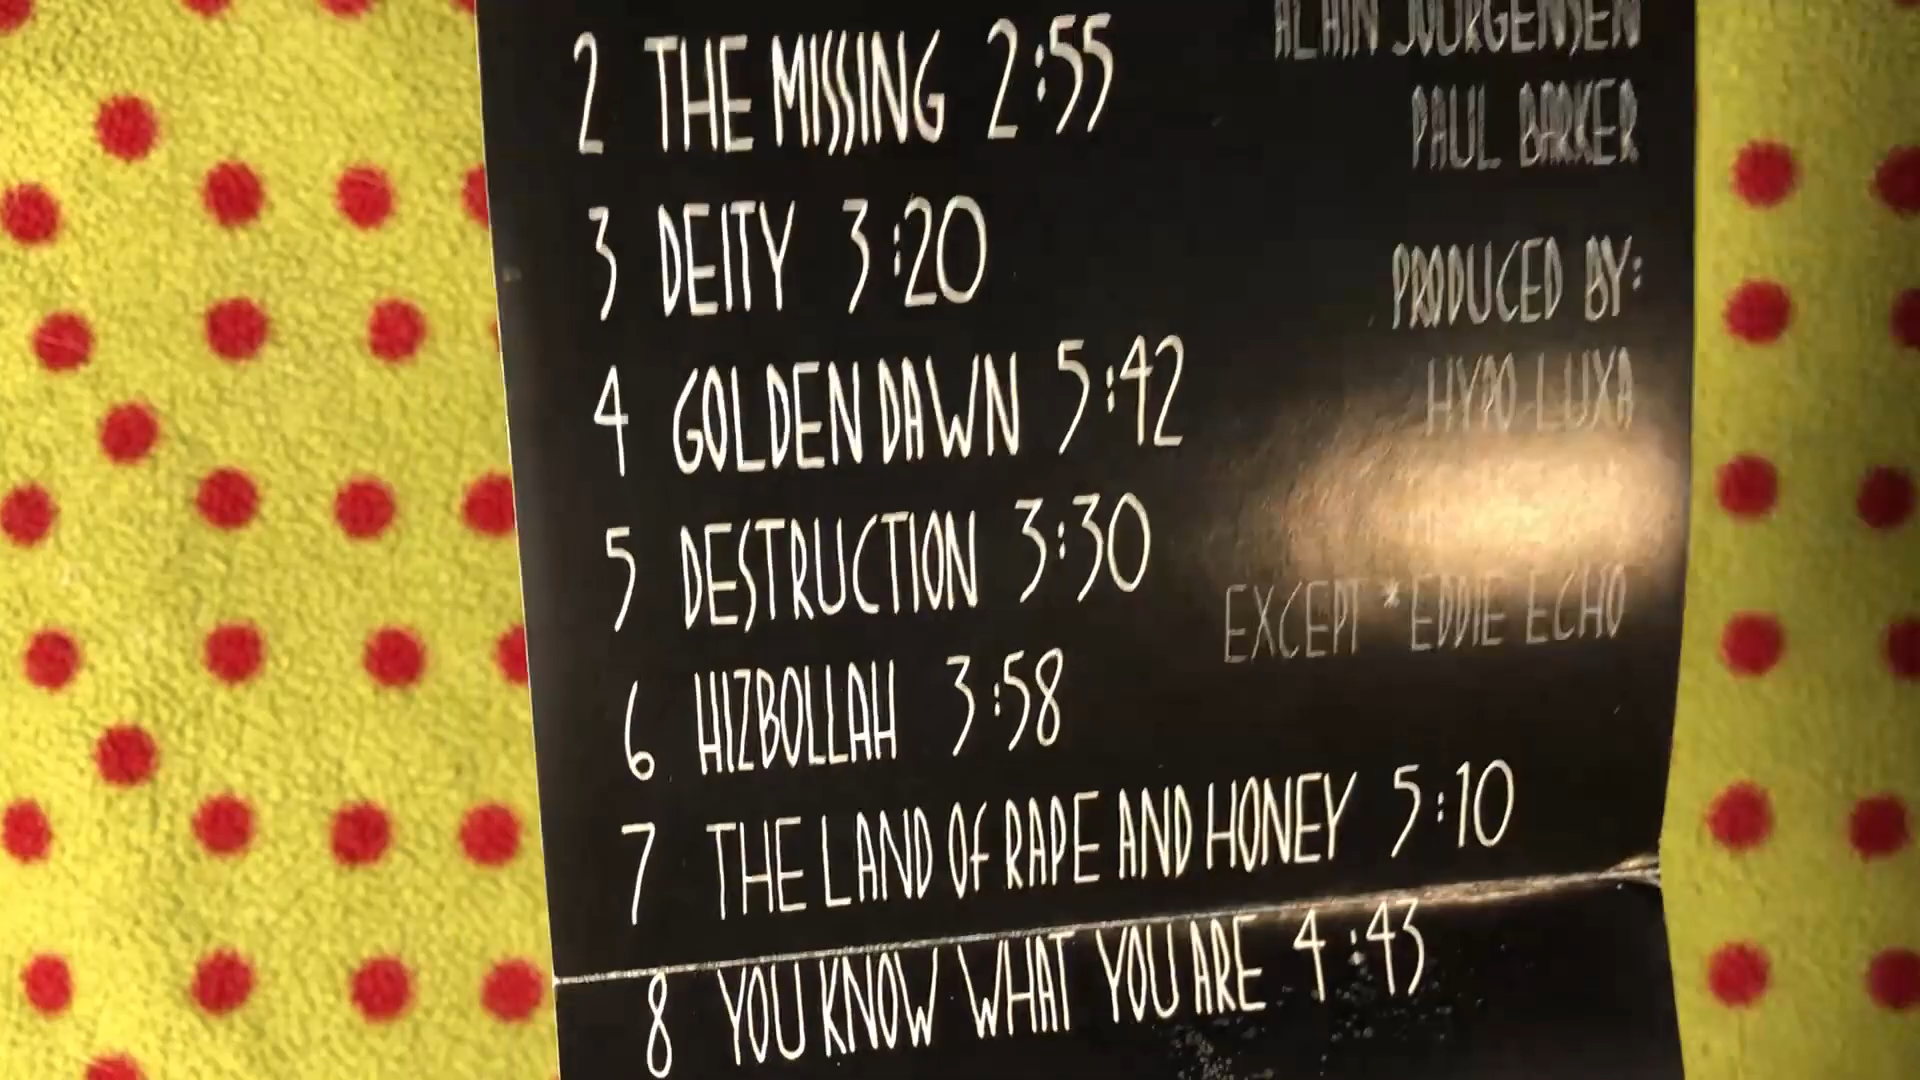 2 THE MISSING 2:55
3 DEITY 3:20
4 GOLDEN DAWN 5:42
5 DESTRUCTION 3:30
6 HIZBOLLAH 3:58
7 THE LAND OF RAPE AND HONEY 5:10
8 YOU KNOW WHAT YOU ARE 4:43
ALAIN JOURGENSEN
PAUL BARKER
PRODUCED BY:
HYPO LUXA
EXCEPT *EDDIE ECHO